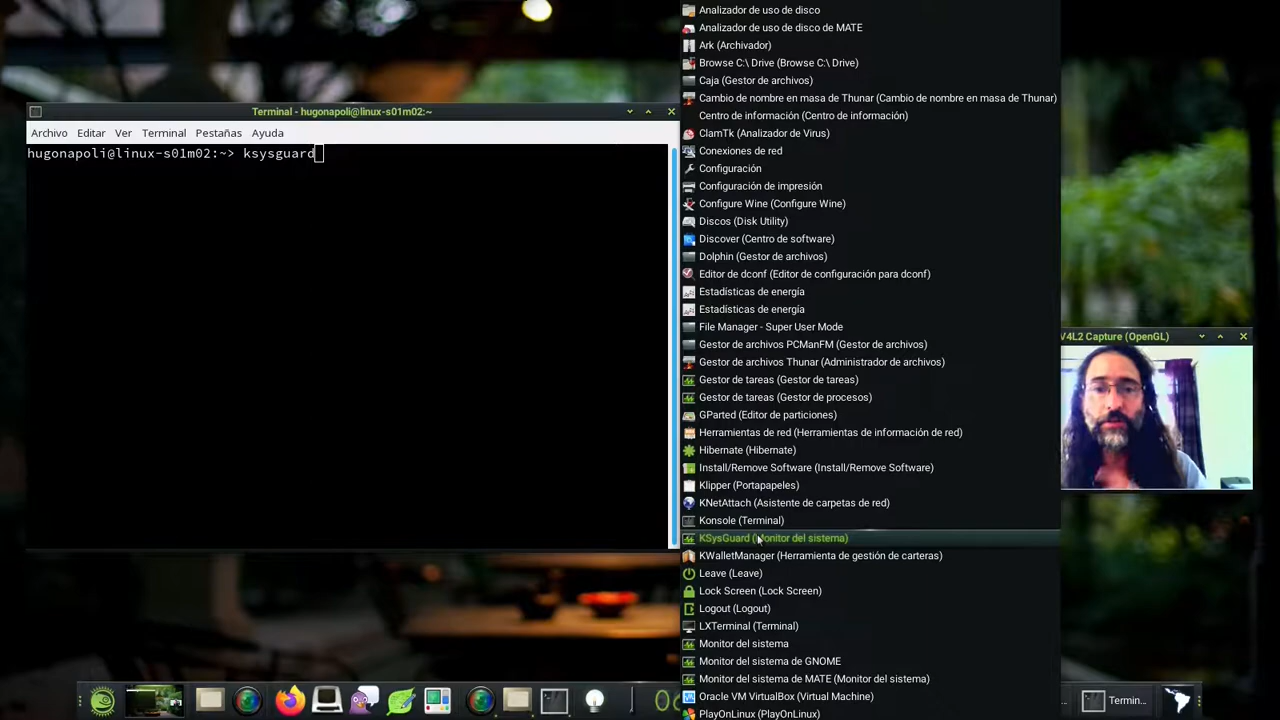 Terminal - hugonapoli@linux-s01m02:~
Archivo Editar Ver Terminal Pestañas Ayuda
hugonapoli@linux-s01m02:~> ksysguard
Analizador de uso de disco
Analizador de uso de disco de MATE
Ark (Archivador)
Browse C:\ Drive (Browse C:\ Drive)
Caja (Gestor de archivos)
Cambio de nombre en masa de Thunar (Cambio de nombre en masa de Thunar)
Centro de información (Centro de información)
ClamTk (Analizador de Virus)
Conexiones de red
Configuración
Configuración de impresión
Configure Wine (Configure Wine)
Discos (Disk Utility)
Discover (Centro de software)
Dolphin (Gestor de archivos)
Editor de dconf (Editor de configuración para dconf)
Estadísticas de energía
Estadísticas de energía
File Manager - Super User Mode
Gestor de archivos PCManFM (Gestor de archivos)
Gestor de archivos Thunar (Administrador de archivos)
Gestor de tareas (Gestor de tareas)
Gestor de tareas (Gestor de procesos)
GParted (Editor de particiones)
Herramientas de red (Herramientas de información de red)
Hibernate (Hibernate)
Install/Remove Software (Install/Remove Software)
Klipper (Portapapeles)
KNetAttach (Asistente de carpetas de red)
Konsole (Terminal)
KSysGuard (Monitor del sistema)
KWalletManager (Herramienta de gestión de carteras)
Leave (Leave)
Lock Screen (Lock Screen)
Logout (Logout)
LXTerminal (Terminal)
Monitor del sistema
Monitor del sistema de GNOME
Monitor del sistema de MATE (Monitor del sistema)
Oracle VM VirtualBox (Virtual Machine)
PlayOnLinux (PlayOnLinux)
V4L2 Capture (OpenGL)
Termin...